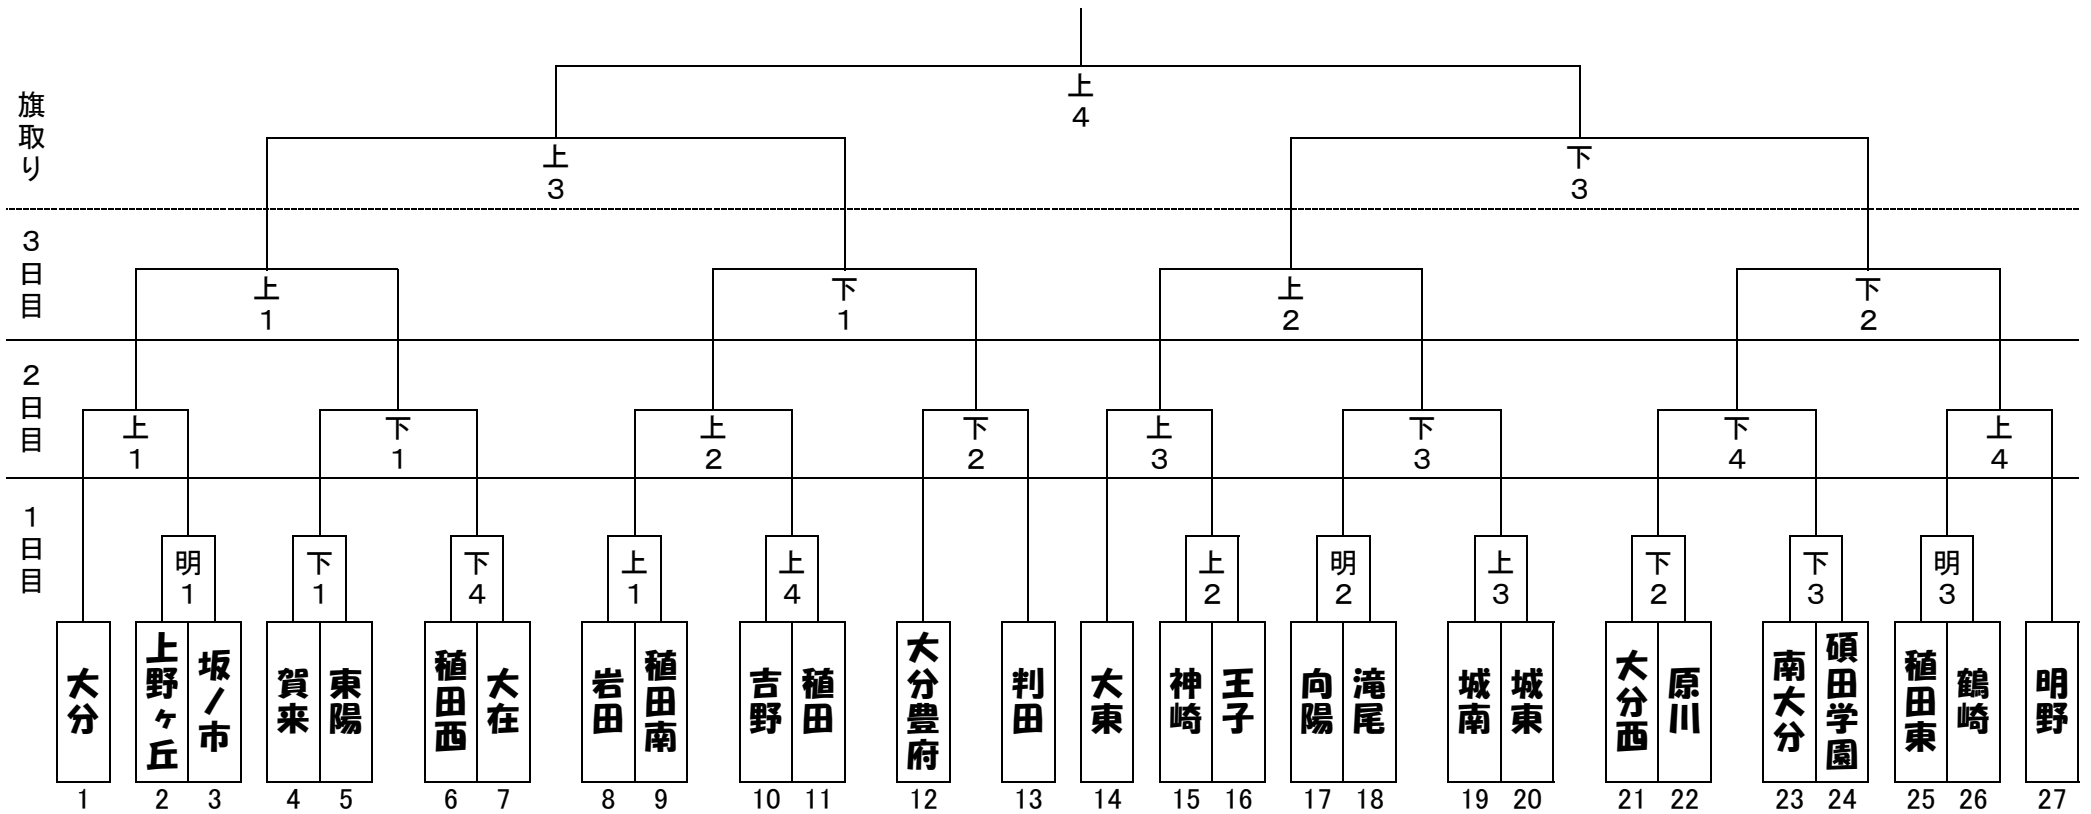 上4
旗取り
上3
下3
3日目
上1
下1
上2
下2
2日目
上1
下1
上2
下2
上3
下3
下4
上4
1日目
明1
下1
下4
上1
上4
上2
明2
上3
下2
下3
明3
大分
上野ヶ丘
坂ノ市
賀来
東陽
稙田西
大在
岩田
稙田南
吉野
稙田
大分豊府
判田
大東
神崎
王子
向陽
滝尾
城南
城東
大分西
原川
南大分
碩田学園
稙田東
鶴崎
明野
1 2 3 4 5 6 7 8 9 10 11 12 13 14 15 16 17 18 19 20 21 22 23 24 25 26 27